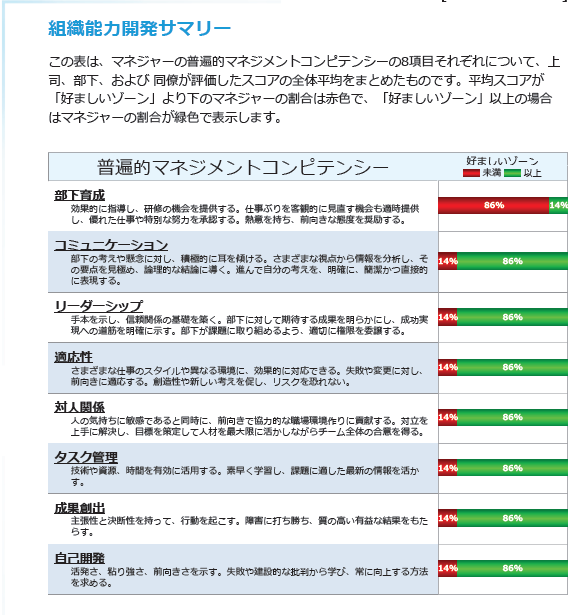 組織能力開発サマリー
この表は、マネジャーの普遍的マネジメントコンピテンシーの8項目それぞれについて、上
司、部下、および 同僚が評価したスコアの全体平均をまとめたものです。平均スコアが
「好ましいゾーン」より下のマネジャーの割合は赤色で、「好ましいゾーン」以上の場合
はマネジャーの割合が緑色で表示します。
普遍的マネジメントコンピテンシー
好ましいゾーン
未満 以上
部下育成
効果的に指導し、研修の機会を提供する。仕事ぶりを客観的に見直す機会も適時提供
し、優れた仕事や特別な努力を承認する。熱意を持ち、前向きな態度を奨励する。
86% 14%
コミュニケーション
部下の考えや懸念に対し、積極的に耳を傾ける。さまざまな視点から情報を分析し、そ
の要点を見極め、論理的な結論に導く。進んで自分の考えを、明確に、簡潔かつ直接的
に表現する。
14% 86%
リーダーシップ
手本を示し、信頼関係の基礎を築く。部下に対して期待する成果を明らかにし、成功実
現への道筋を明確に示す。部下が課題に取り組めるよう、適切に権限を委譲する。
14% 86%
適応性
さまざまな仕事のスタイルや異なる環境に、効果的に対応できる。失敗や変更に対し、
前向きに適応する。創造性や新しい考えを促し、リスクを恐れない。
14% 86%
対人関係
人の気持ちに敏感であると同時に、前向きで協力的な職場環境作りに貢献する。対立を
上手に解決し、目標を策定して人材を最大限に活かしながらチーム全体の合意を得る。
14% 86%
タスク管理
技術や資源、時間を有効に活用する。素早く学習し、課題に適した最新の情報を活か
す。
14% 86%
成果創出
主張性と決断性を持って、行動を起こす。障害に打ち勝ち、質の高い有益な結果をもた
らす。
14% 86%
自己開発
活発さ、粘り強さ、前向きさを示す。失敗や建設的な批判から学び、常に向上する方法
を求める。
14% 86%